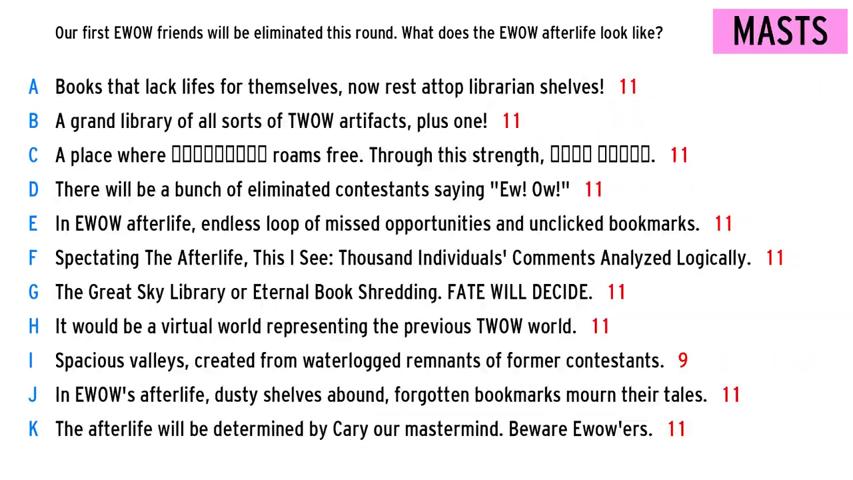 Our first EWOW friends will be eliminated this round. What does the EWOW afterlife look like?
MASTS
A Books that lack lifes for themselves, now rest attop librarian shelves! 11
B A grand library of all sorts of TWOW artifacts, plus one! 11
C A place where ▯▯▯▯▯▯▯▯▯ roams free. Through this strength, ▯▯▯▯ ▯▯▯▯▯. 11
D There will be a bunch of eliminated contestants saying "Ew! Ow!" 11
E In EWOW afterlife, endless loop of missed opportunities and unclicked bookmarks. 11
F Spectating The Afterlife, This I See: Thousand Individuals' Comments Analyzed Logically. 11
G The Great Sky Library or Eternal Book Shredding. FATE WILL DECIDE. 11
H It would be a virtual world representing the previous TWOW world. 11
I Spacious valleys, created from waterlogged remnants of former contestants. 9
J In EWOW's afterlife, dusty shelves abound, forgotten bookmarks mourn their tales. 11
K The afterlife will be determined by Cary our mastermind. Beware Ewow'ers. 11